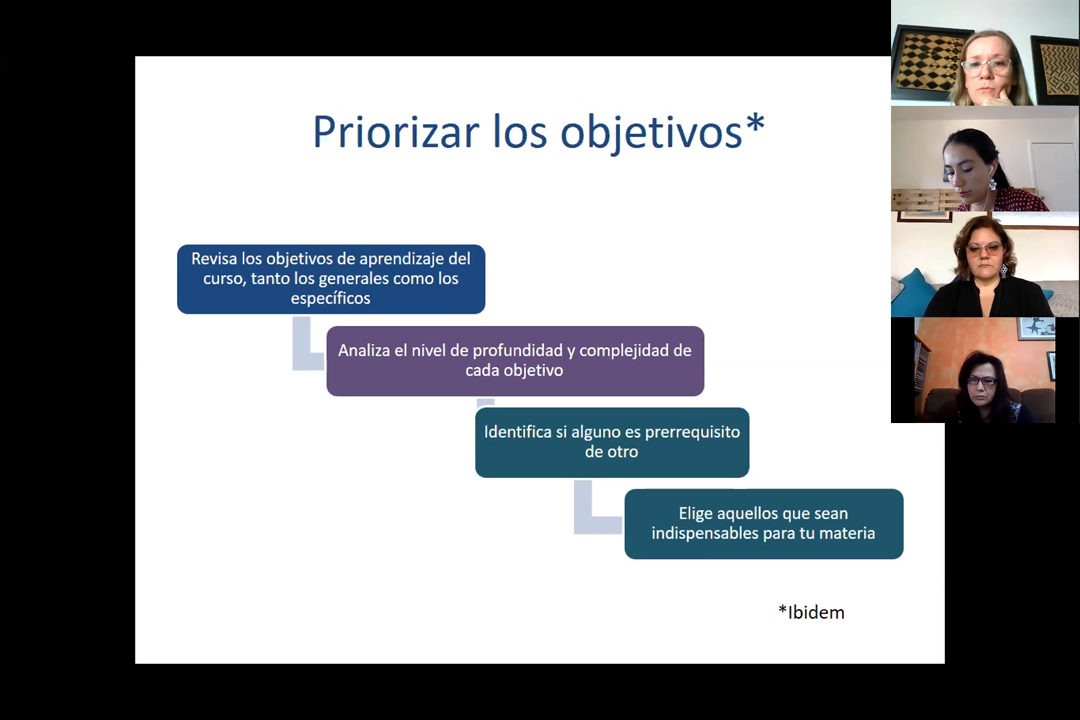 Priorizar los objetivos*
Revisa los objetivos de aprendizaje del
curso, tanto los generales como los
específicos
Analiza el nivel de profundidad y complejidad de
cada objetivo
Identifica si alguno es prerrequisito
de otro
Elige aquellos que sean
indispensables para tu materia
*Ibidem